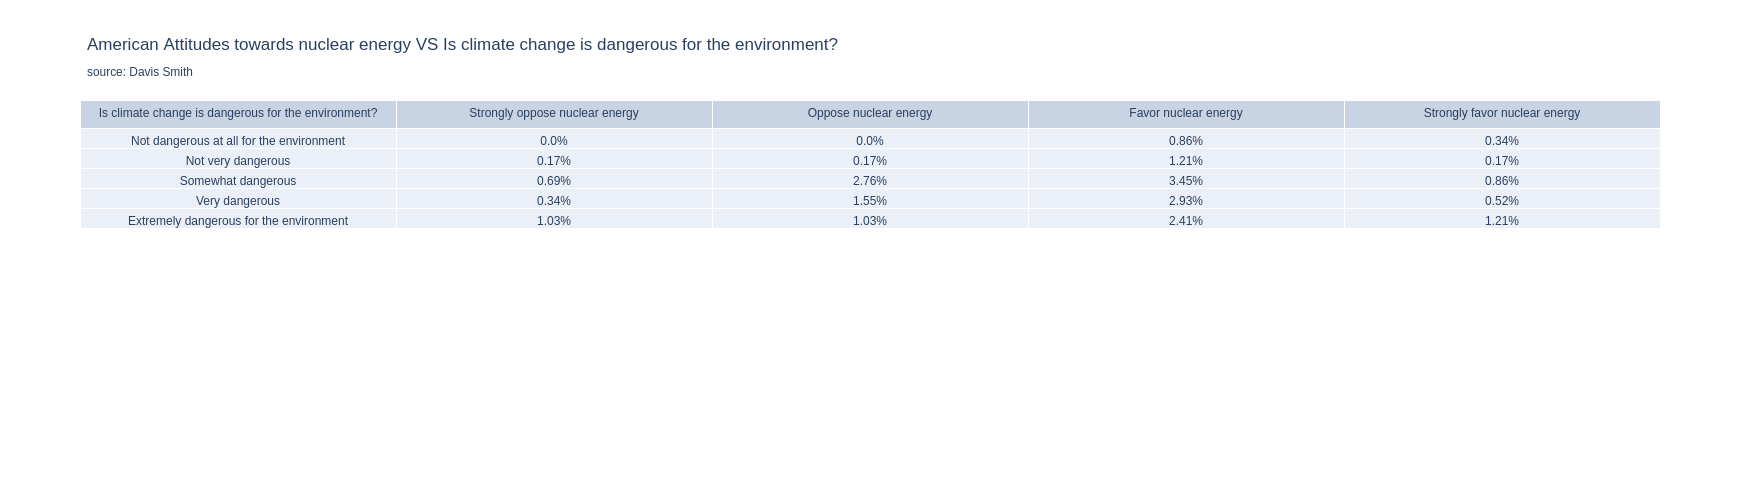 American Attitudes towards nuclear energy VS Is climate change is dangerous for the environment?
source: Davis Smith
Is climate change is dangerous for the environment? Strongly oppose nuclear energy Oppose nuclear energy Favor nuclear energy Strongly favor nuclear energy
Not dangerous at all for the environment 0.0% 0.0% 0.86% 0.34%
Not very dangerous 0.17% 0.17% 1.21% 0.17%
Somewhat dangerous 0.69% 2.76% 3.45% 0.86%
Very dangerous 0.34% 1.55% 2.93% 0.52%
Extremely dangerous for the environment 1.03% 1.03% 2.41% 1.21%